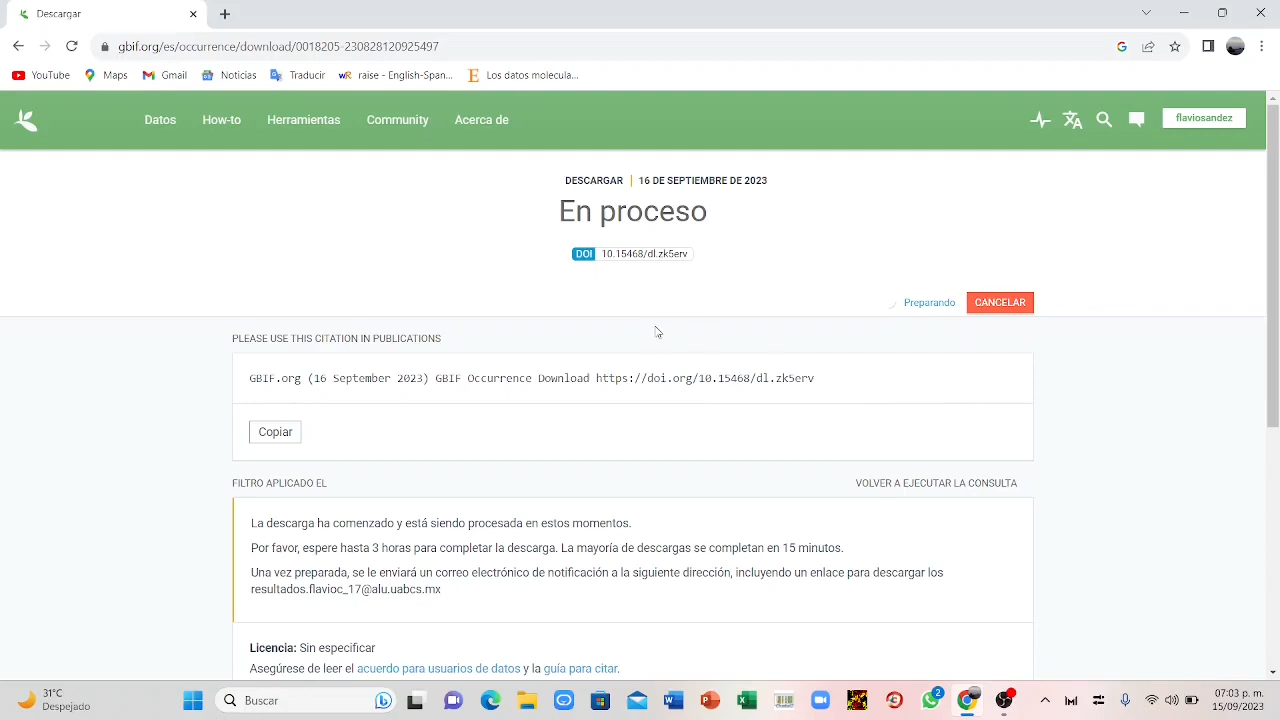 Descargar
gbif.org/es/occurrence/download/0018205-230828120925497
YouTube Maps Gmail Noticias Traducir wR raise - English-Span... E Los datos molecula...
Datos How-to Herramientas Community Acerca de flaviosandez
DESCARGAR | 16 DE SEPTIEMBRE DE 2023
En proceso
DOI 10.15468/dl.zk5erv
Preparando CANCELAR
PLEASE USE THIS CITATION IN PUBLICATIONS
GBIF.org (16 September 2023) GBIF Occurrence Download https://doi.org/10.15468/dl.zk5erv
Copiar
FILTRO APLICADO EL VOLVER A EJECUTAR LA CONSULTA
La descarga ha comenzado y está siendo procesada en estos momentos.
Por favor, espere hasta 3 horas para completar la descarga. La mayoría de descargas se completan en 15 minutos.
Una vez preparada, se le enviará un correo electrónico de notificación a la siguiente dirección, incluyendo un enlace para descargar los
resultados.flavioc_17@alu.uabcs.mx
Licencia: Sin especificar
Asegúrese de leer el acuerdo para usuarios de datos y la guía para citar.
31°C
Despejado
Buscar
2
07:03 p. m.
15/09/2023